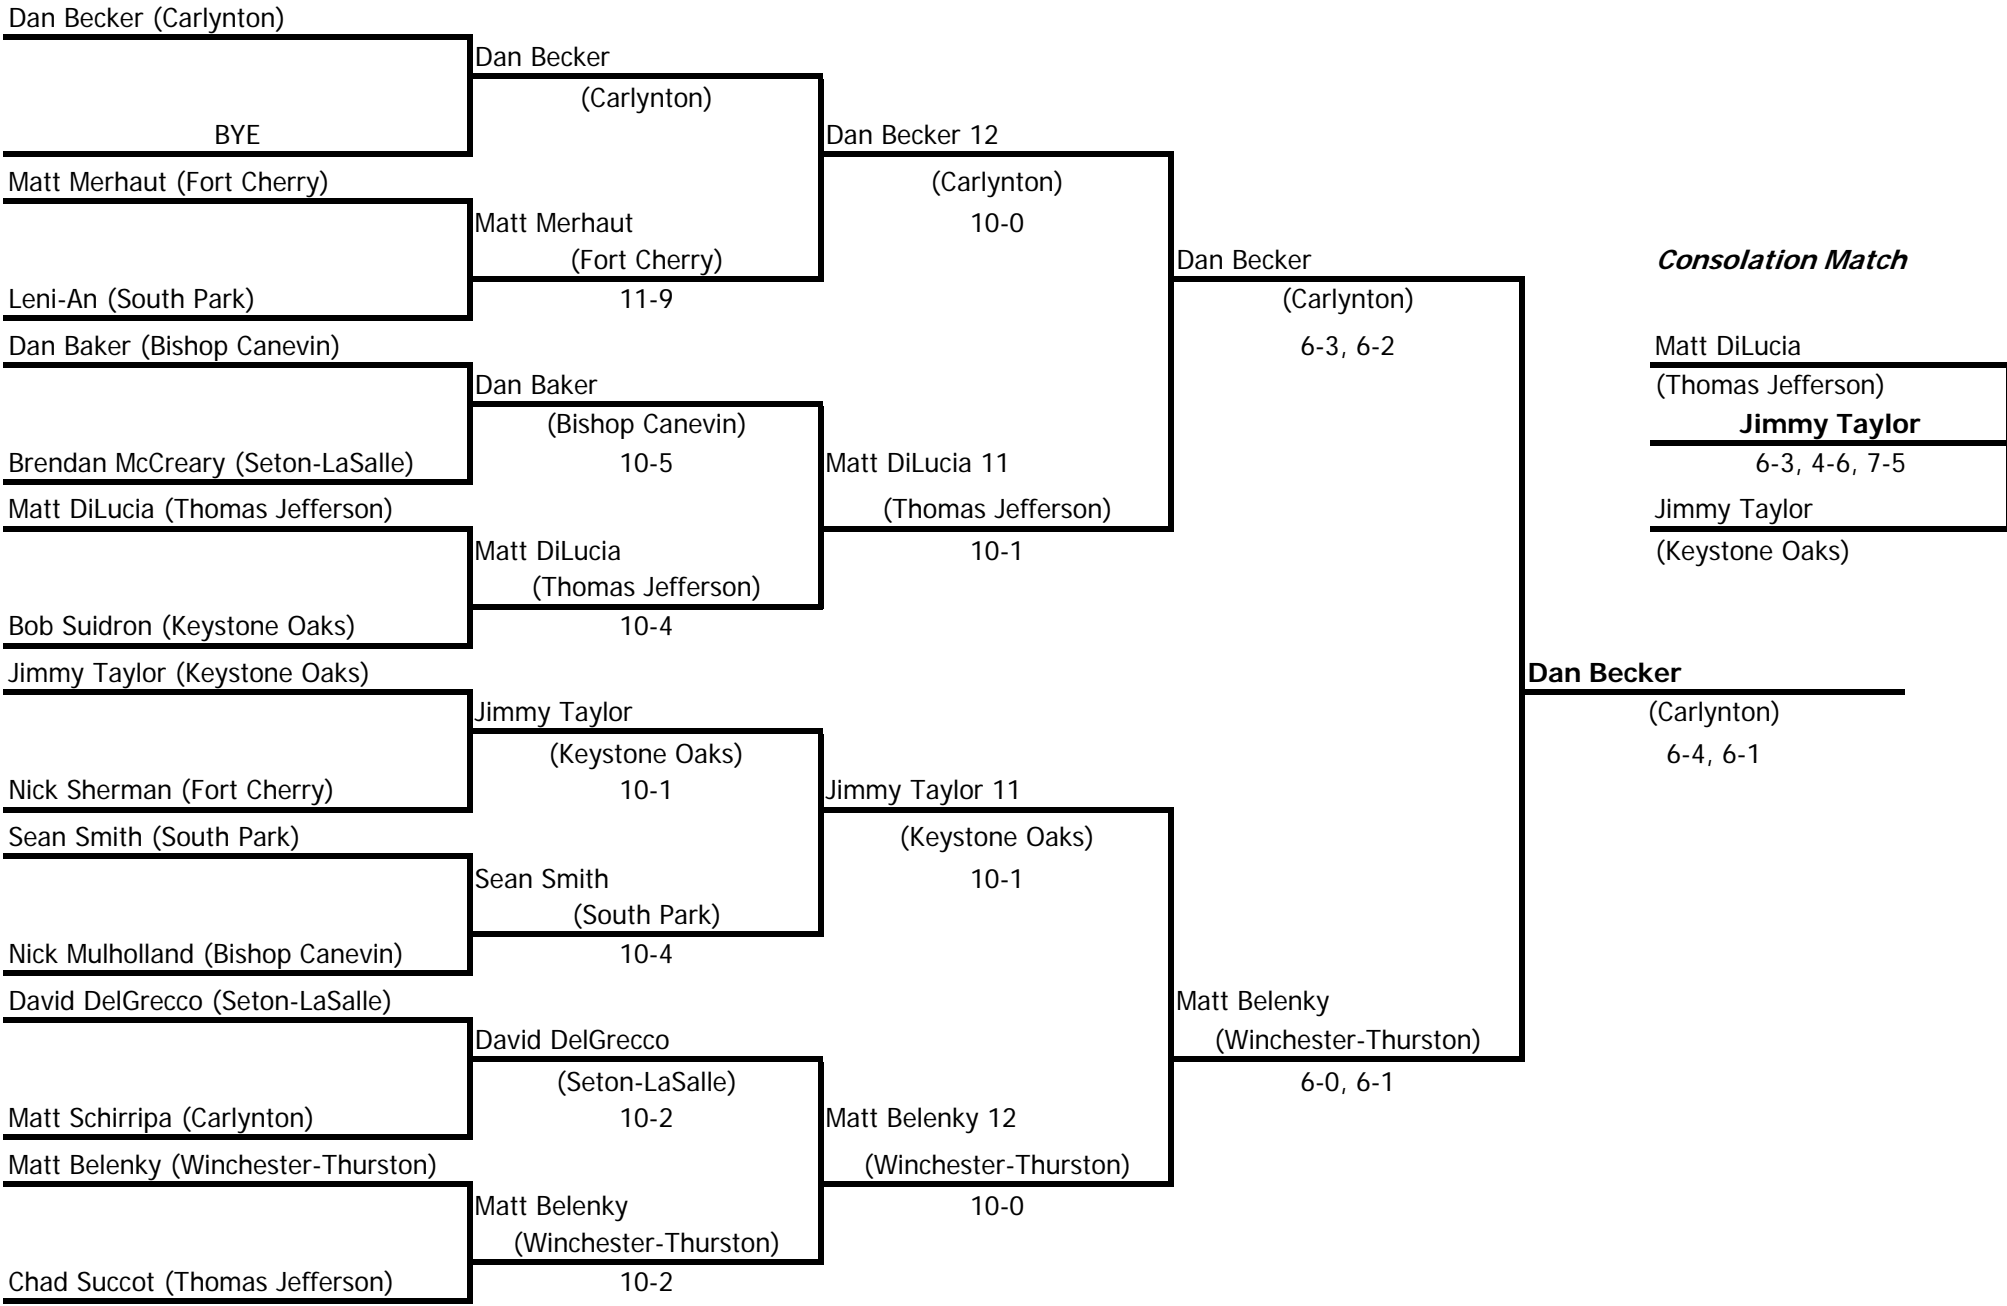 Dan Becker (Carlynton)
BYE
Matt Merhaut (Fort Cherry)
Leni-An (South Park)
Dan Baker (Bishop Canevin)
Brendan McCreary (Seton-LaSalle)
Matt DiLucia (Thomas Jefferson)
Bob Suidron (Keystone Oaks)
Jimmy Taylor (Keystone Oaks)
Nick Sherman (Fort Cherry)
Sean Smith (South Park)
Nick Mulholland (Bishop Canevin)
David DelGrecco (Seton-LaSalle)
Matt Schirripa (Carlynton)
Matt Belenky (Winchester-Thurston)
Chad Succot (Thomas Jefferson)
Dan Becker
(Carlynton)
Matt Merhaut
(Fort Cherry)
11-9
Dan Baker
(Bishop Canevin)
10-5
Matt DiLucia
(Thomas Jefferson)
10-4
Jimmy Taylor
(Keystone Oaks)
10-1
Sean Smith
(South Park)
10-4
David DelGrecco
(Seton-LaSalle)
10-2
Matt Belenky
(Winchester-Thurston)
10-2
Dan Becker 12
(Carlynton)
10-0
Matt DiLucia 11
(Thomas Jefferson)
10-1
Jimmy Taylor 11
(Keystone Oaks)
10-1
Matt Belenky 12
(Winchester-Thurston)
10-0
Dan Becker
(Carlynton)
6-3, 6-2
Matt Belenky
(Winchester-Thurston)
6-0, 6-1
Dan Becker
(Carlynton)
6-4, 6-1
Consolation Match
Matt DiLucia
(Thomas Jefferson)
Jimmy Taylor
6-3, 4-6, 7-5
Jimmy Taylor
(Keystone Oaks)